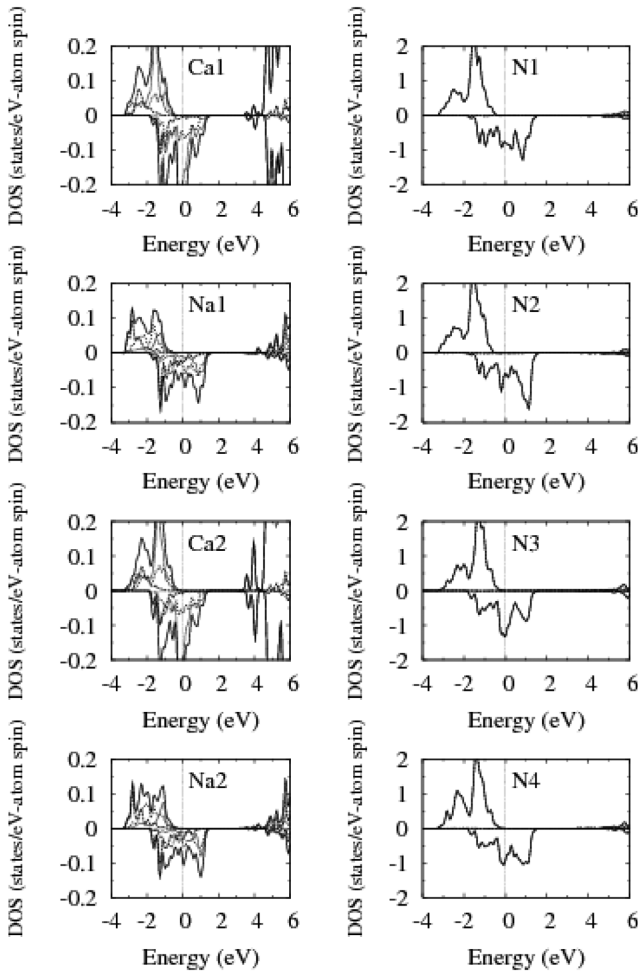 DOS (states/eV-atom spin)
0.2
0.1
0
-0.1
-0.2
Ca1
-4 -2 0 2 4 6
Energy (eV)
DOS (states/eV-atom spin)
2
1
0
-1
-2
N1
-4 -2 0 2 4 6
Energy (eV)
DOS (states/eV-atom spin)
0.2
0.1
0
-0.1
-0.2
Na1
-4 -2 0 2 4 6
Energy (eV)
DOS (states/eV-atom spin)
2
1
0
-1
-2
N2
-4 -2 0 2 4 6
Energy (eV)
DOS (states/eV-atom spin)
0.2
0.1
0
-0.1
-0.2
Ca2
-4 -2 0 2 4 6
Energy (eV)
DOS (states/eV-atom spin)
2
1
0
-1
-2
N3
-4 -2 0 2 4 6
Energy (eV)
DOS (states/eV-atom spin)
0.2
0.1
0
-0.1
-0.2
Na2
-4 -2 0 2 4 6
Energy (eV)
DOS (states/eV-atom spin)
2
1
0
-1
-2
N4
-4 -2 0 2 4 6
Energy (eV)